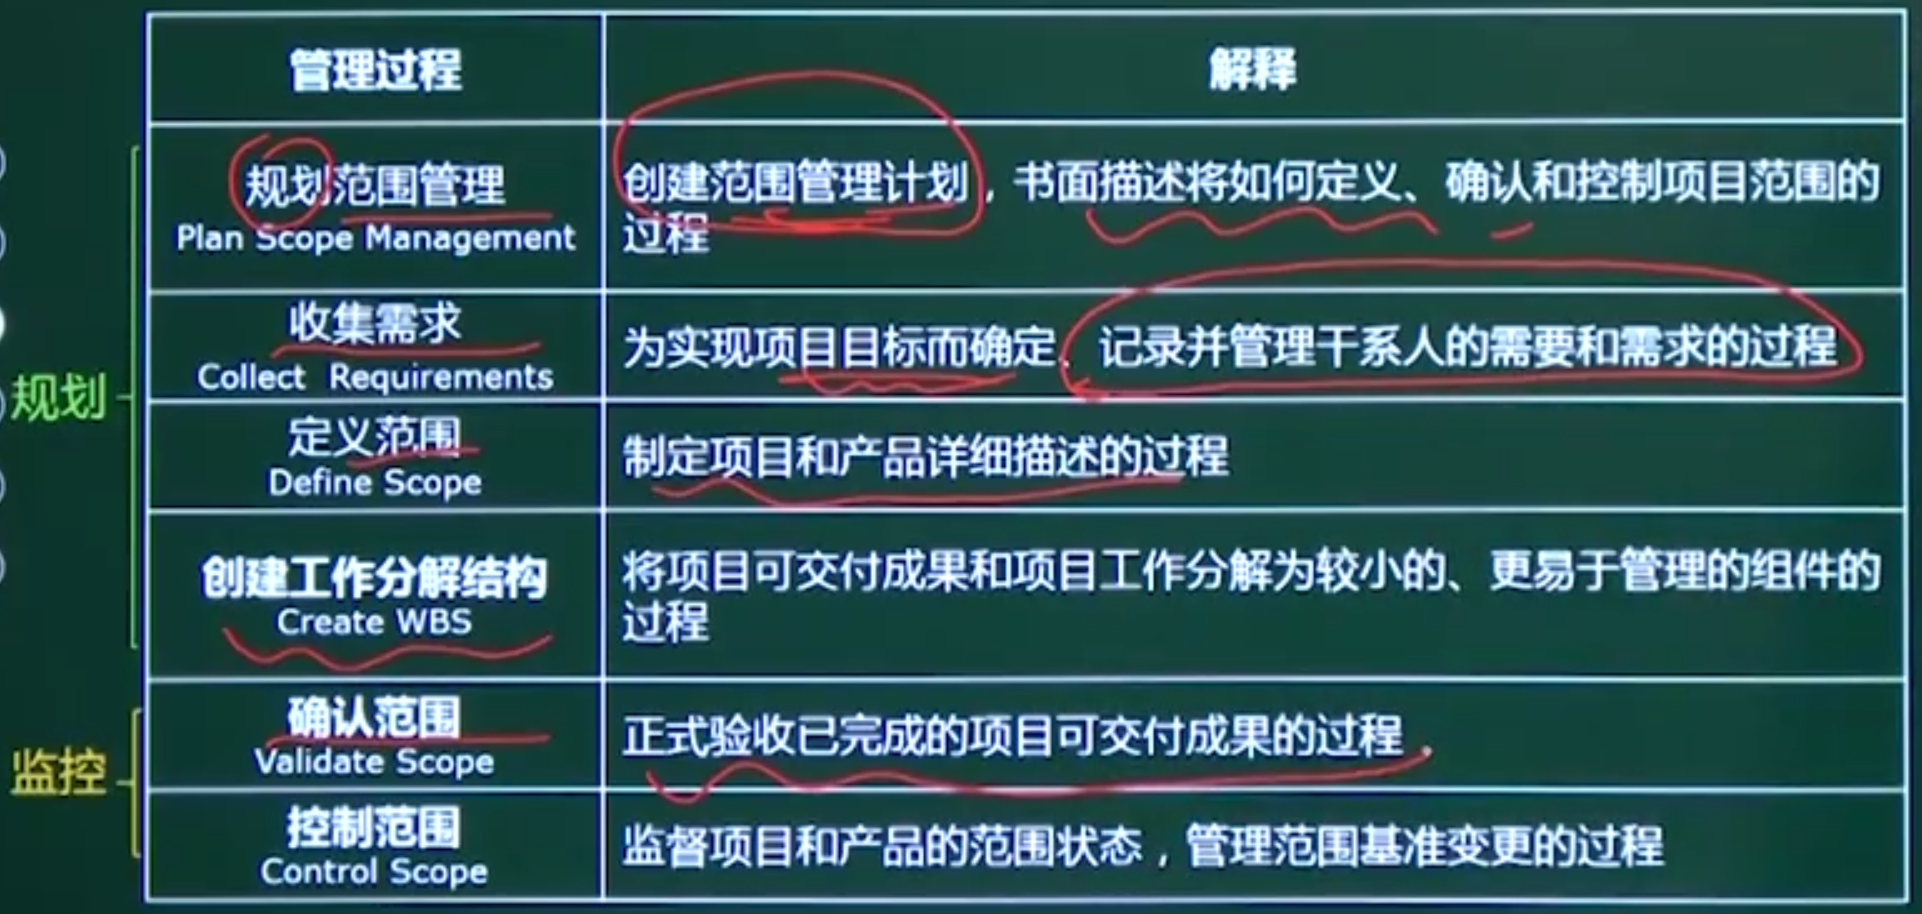 管理过程
解释
规划
规划范围管理
Plan Scope Management
创建范围管理计划，书面描述将如何定义、确认和控制项目范围的
过程
收集需求
Collect Requirements
为实现项目目标而确定、记录并管理干系人的需要和需求的过程
定义范围
Define Scope
制定项目和产品详细描述的过程
创建工作分解结构
Create WBS
将项目可交付成果和项目工作分解为较小的、更易于管理的组件的
过程
监控
确认范围
Validate Scope
正式验收已完成的项目可交付成果的过程
控制范围
Control Scope
监督项目和产品的范围状态，管理范围基准变更的过程